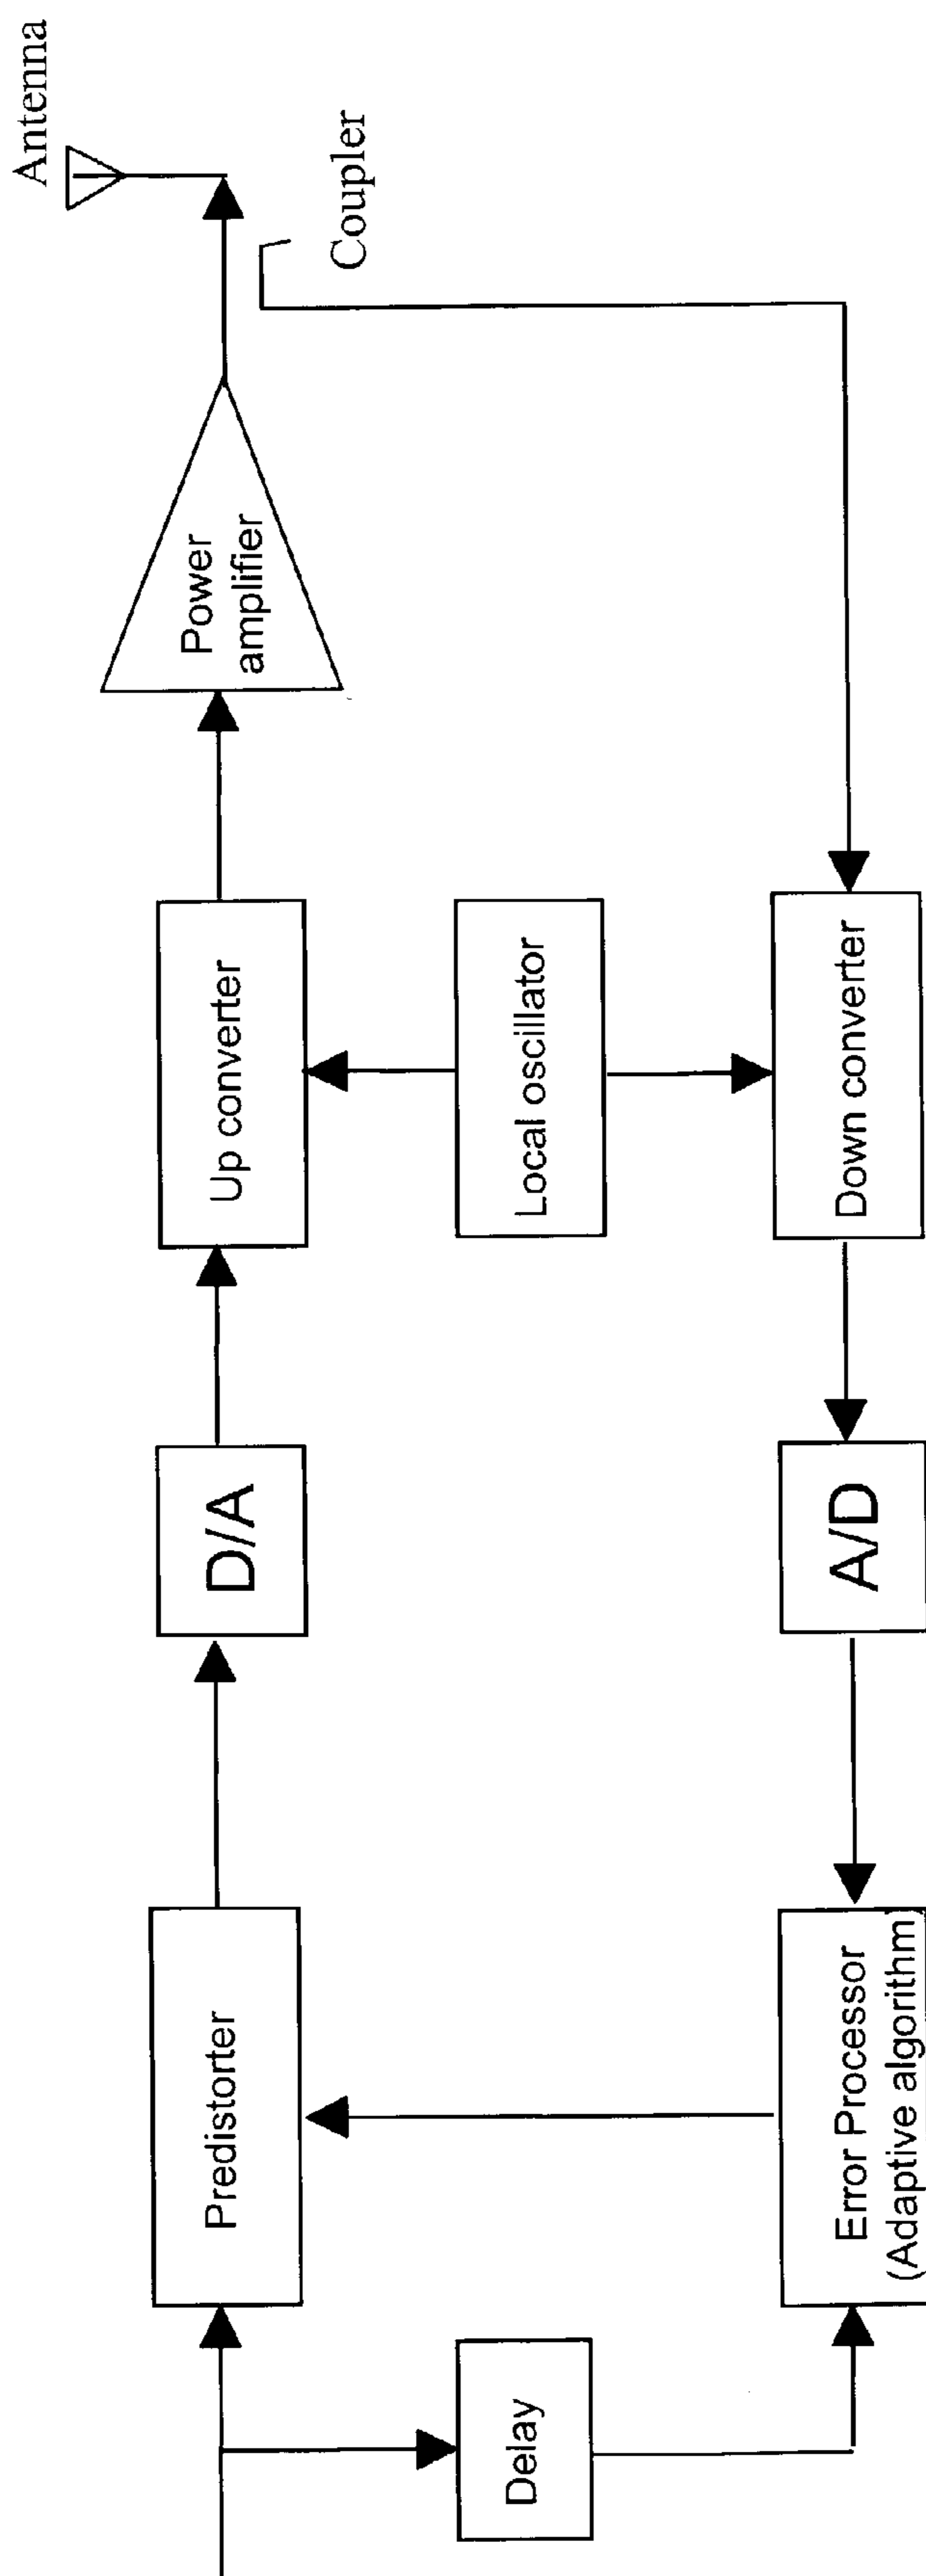 Antenna
Coupler
Power
amplifier
Up converter
Local oscillator
Down converter
D/A
A/D
Predistorter
Error Processor
(Adaptive algorithm)
Delay